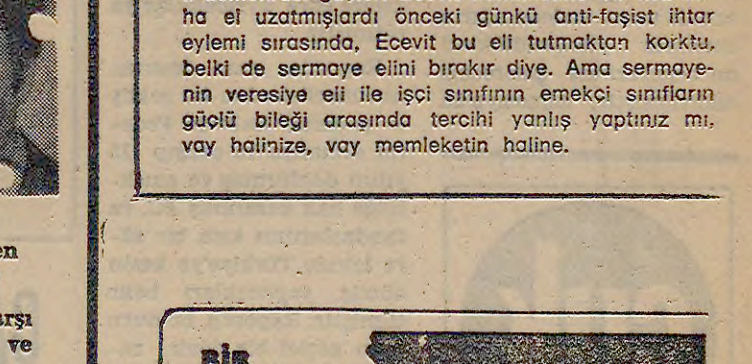 ha el uzatmışlardı önceki günkü anti-faşist ihtar
eylemi sırasında, Ecevit bu eli tutmaktan korktu,
belki de sermaye elini bırakır diye. Ama sermaye-
nin veresiye eli ile işçi sınıfının emekçi sınıfların
güçlü bileği arasında tercihi yanlış yaptınız mı,
vay halinize, vay memleketin haline.
en
arşı
ve
BİR